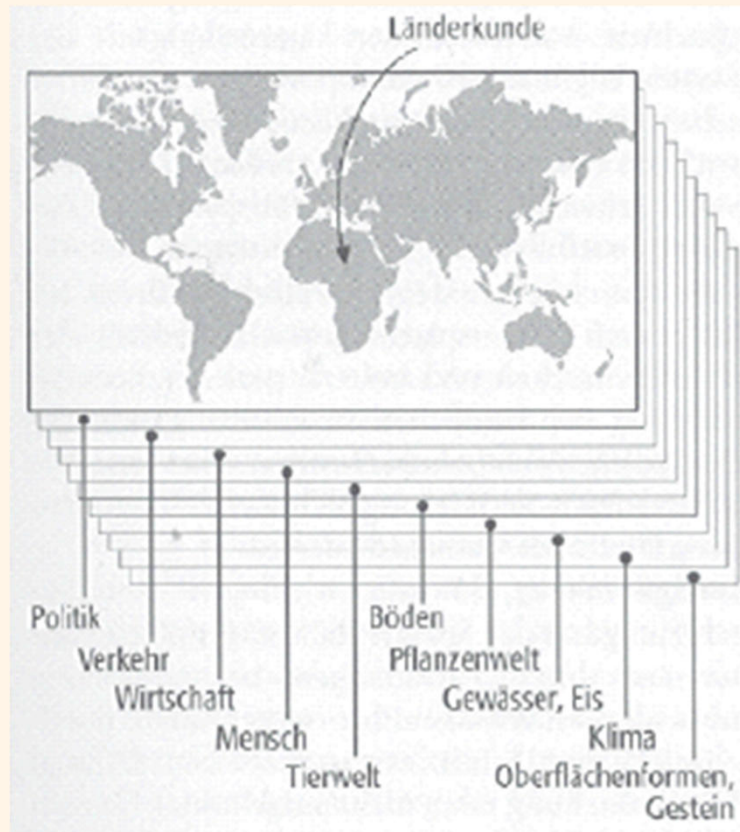 Länderkunde
Politik
Verkehr
Wirtschaft
Mensch
Tierwelt
Böden
Pflanzenwelt
Gewässer, Eis
Klima
Oberflächenformen,
Gestein